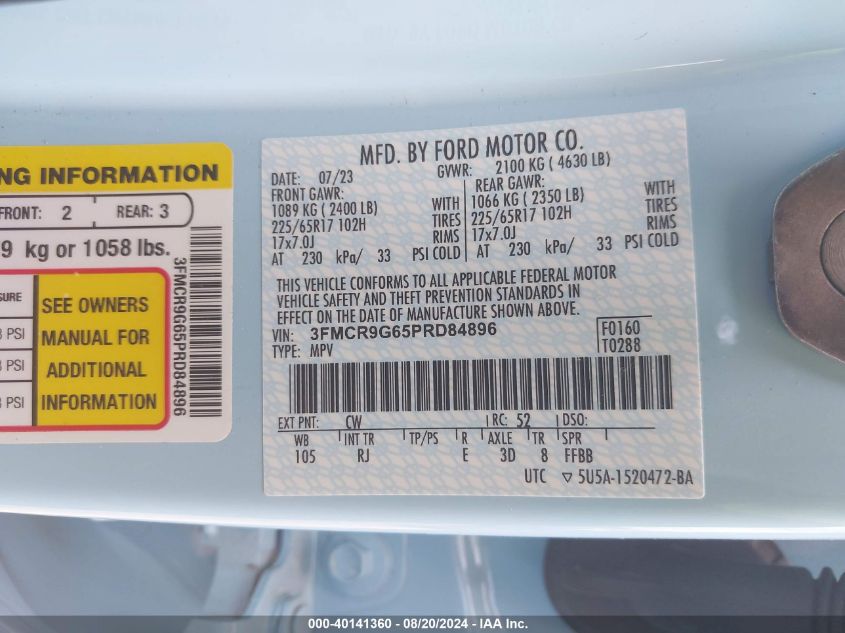 NG INFORMATION
FRONT: 2
REAR: 3
9 kg or 1058 lbs.
SURE
SEE OWNERS
PSI
MANUAL FOR
PSI
ADDITIONAL
PSI
INFORMATION
3FMCR9G65PRD84896
MFD. BY FORD MOTOR CO.
DATE: 07/23
GVWR: 2100 KG ( 4630 LB)
FRONT GAWR:
REAR GAWR:
1089 KG ( 2400 LB) WITH
1066 KG ( 2350 LB) WITH
225/65R17 102H TIRES
225/65R17 102H TIRES
17x7.0J RIMS
17x7.0J RIMS
AT 230 kPa/ 33 PSI COLD
AT 230 kPa/ 33 PSI COLD
THIS VEHICLE CONFORMS TO ALL APPLICABLE FEDERAL MOTOR
VEHICLE SAFETY AND THEFT PREVENTION STANDARDS IN
EFFECT ON THE DATE OF MANUFACTURE SHOWN ABOVE.
VIN: 3FMCR9G65PRD84896
F0160
TYPE: MPV
T0288
EXT PNT: CW RC: 52 DSO:
WB INT TR TP/PS R AXLE TR SPR
105 RJ E 3D 8 FFBB
UTC ▽ 5U5A-1520472-BA
000-40141360 - 08/20/2024 - IAA Inc.